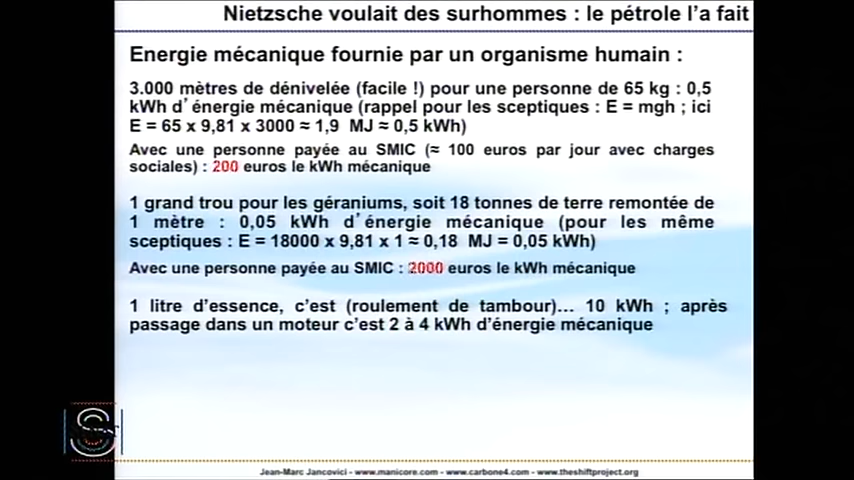 Nietzsche voulait des surhommes : le pétrole l'a fait
Energie mécanique fournie par un organisme humain :
3.000 mètres de dénivelée (facile !) pour une personne de 65 kg : 0,5
kWh d'énergie mécanique (rappel pour les sceptiques : E = mgh ; ici
E = 65 x 9,81 x 3000 ≈ 1,9 MJ ≈ 0,5 kWh)
Avec une personne payée au SMIC (≈ 100 euros par jour avec charges
sociales) : 200 euros le kWh mécanique
1 grand trou pour les géraniums, soit 18 tonnes de terre remontée de
1 mètre : 0,05 kWh d'énergie mécanique (pour les même
sceptiques : E = 18000 x 9,81 x 1 ≈ 0,18 MJ = 0,05 kWh)
Avec une personne payée au SMIC : 2000 euros le kWh mécanique
1 litre d'essence, c'est (roulement de tambour)... 10 kWh ; après
passage dans un moteur c'est 2 à 4 kWh d'énergie mécanique
Jean-Marc Jancovici - www.manicore.com - www.carbone4.com - www.theshiftproject.org